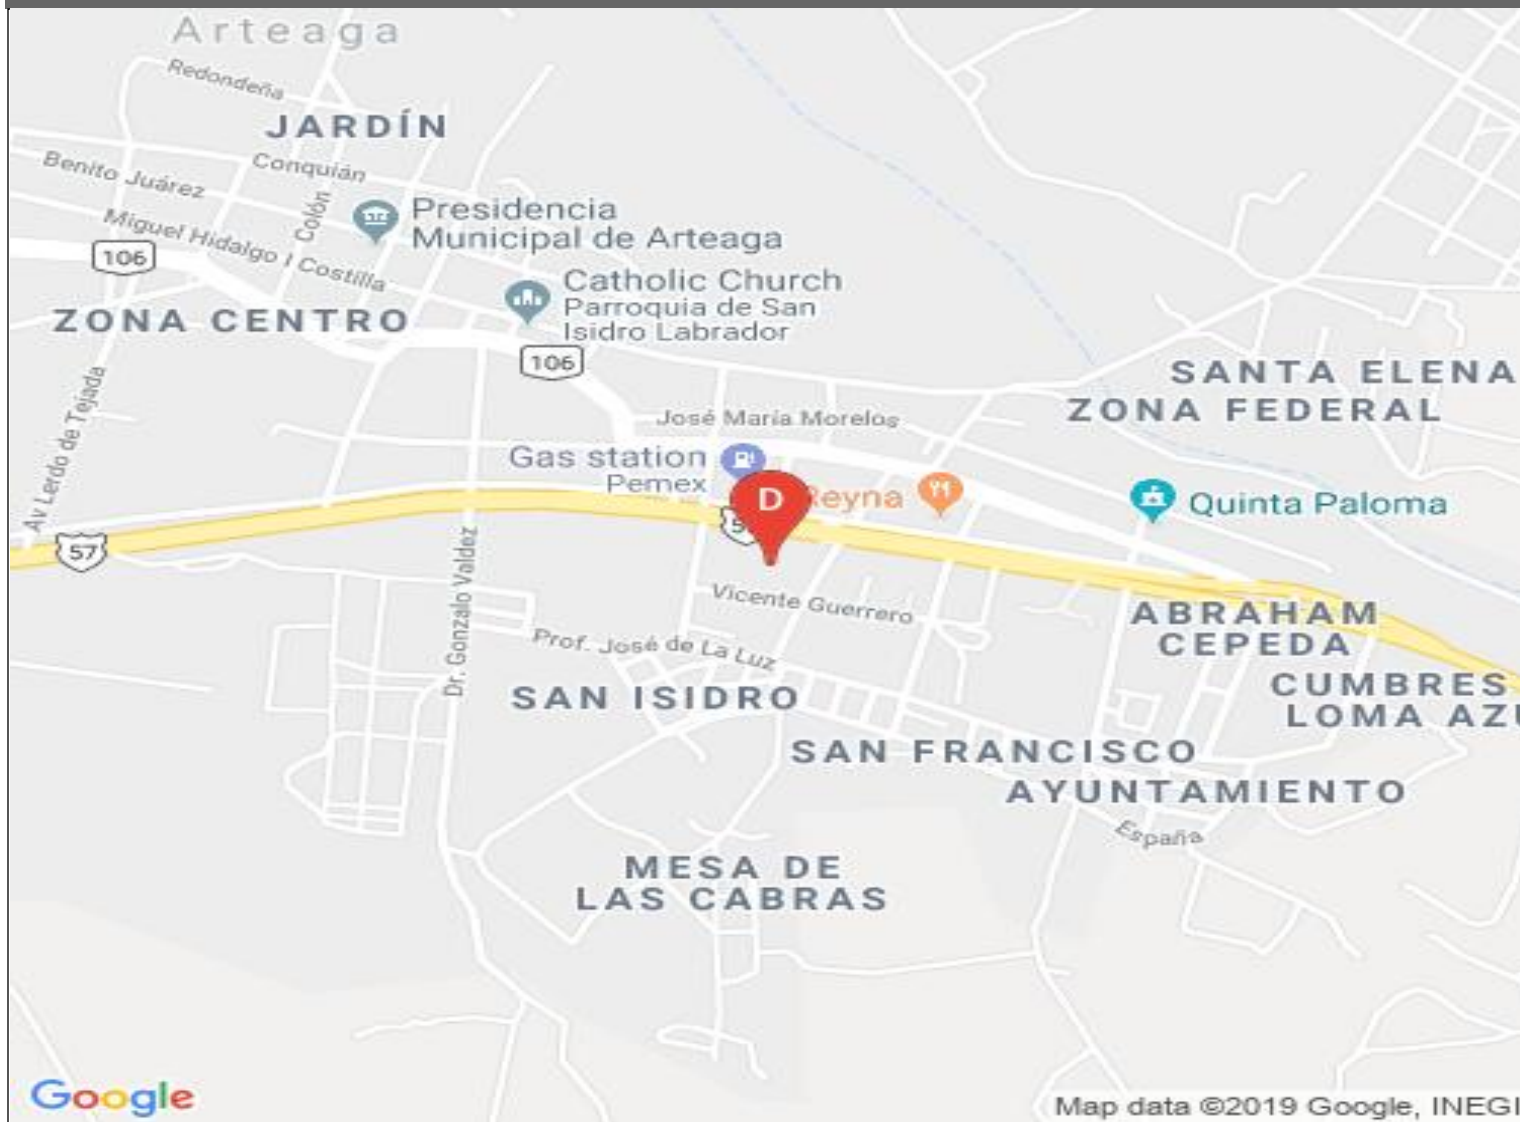 Arteaga
Redondeña
JARDÍN
Benito Juárez
Conquián
Colón
Presidencia
Municipal de Arteaga
Miguel Hidalgo I Costilla
106
Catholic Church
Parroquia de San
Isidro Labrador
ZONA CENTRO
106
SANTA ELENA
ZONA FEDERAL
Av Lerdo de Tejada
José María Morelos
Gas station
Pemex
D
Reyna
Quinta Paloma
57
Dr. Gonzalo Valdez
Vicente Guerrero
ABRAHAM
CEPEDA
Prof. José de La Luz
SAN ISIDRO
CUMBRES
LOMA AZU
SAN FRANCISCO
AYUNTAMIENTO
España
MESA DE
LAS CABRAS
Google
Map data ©2019 Google, INEGI